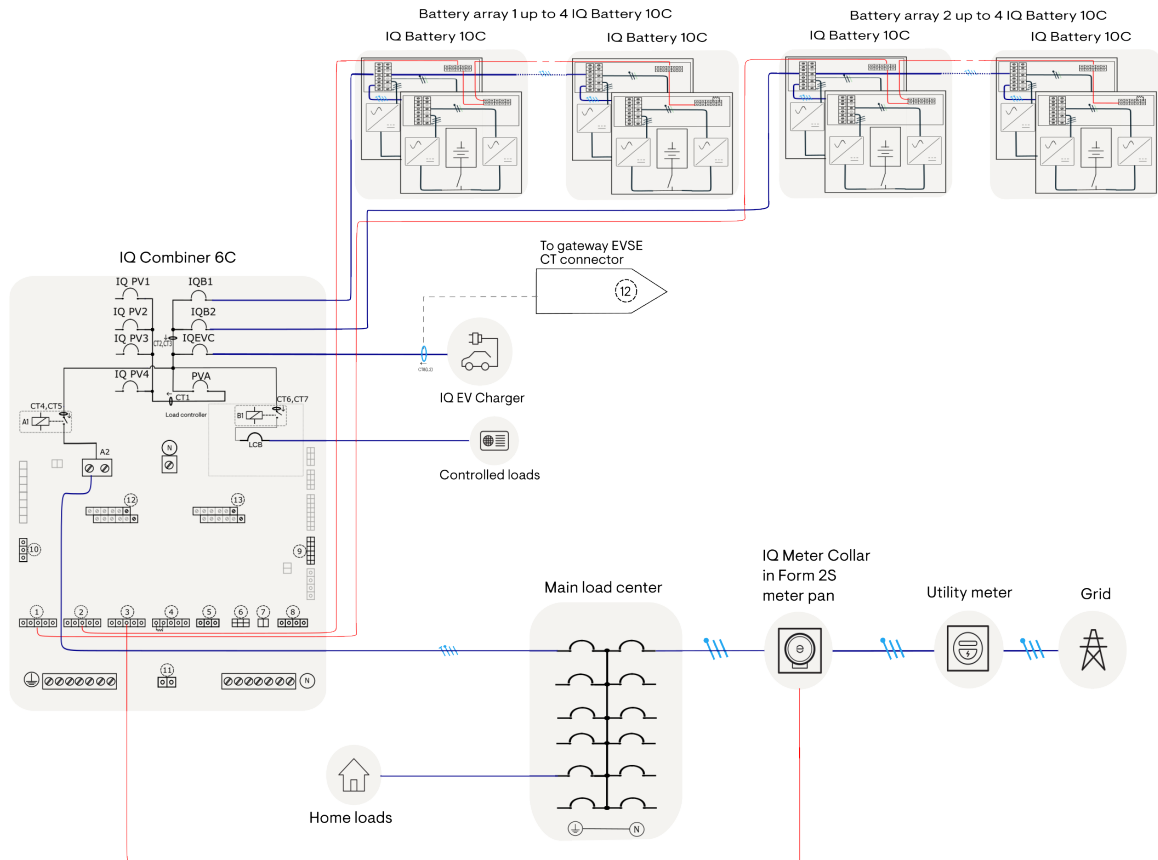 Battery array 1 up to 4 IQ Battery 10C
Battery array 2 up to 4 IQ Battery 10C
IQ Battery 10C
IQ Battery 10C
IQ Battery 10C
IQ Battery 10C
IQ Combiner 6C
To gateway EVSE
CT connector
12
IQ PV1
IQB1
IQ PV2
IQB2
IQ PV3
CT2,CT3
IQEVC
IQ PV4
PVA
CT1
IQ EV Charger
CT4,CT5
Load controller
CT6,CT7
A1
B1
LCB
Controlled loads
N
A2
12
13
10
9
1
2
3
4
5
6
7
8
11
N
Main load center
IQ Meter Collar
in Form 2S
meter pan
Utility meter
Grid
Home loads
N